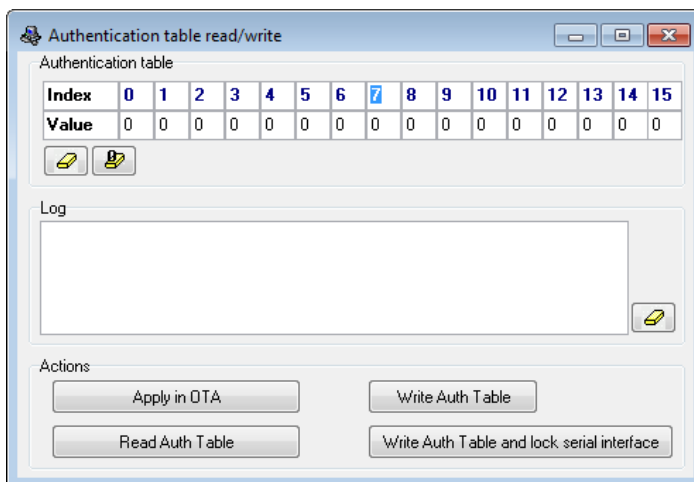 Authentication table read/write
Authentication table
Index 0 1 2 3 4 5 6 7 8 9 10 11 12 13 14 15
Value 0 0 0 0 0 0 0 0 0 0 0 0 0 0 0 0
Log
Actions
Apply in OTA Write Auth Table
Read Auth Table Write Auth Table and lock serial interface